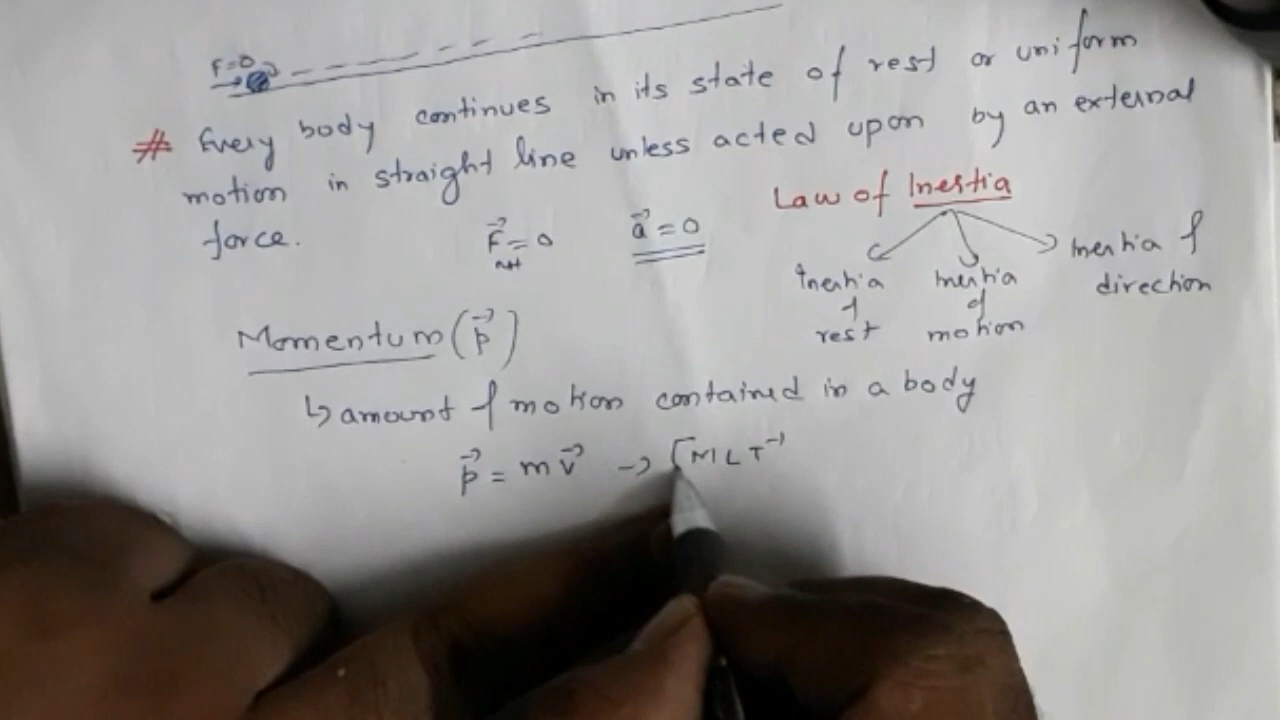 F=0
# Every body continues in its state of rest or uniform
motion in straight line unless acted upon by an external
force.
F⃗net = 0
a⃗ = 0
Law of Inertia
Inertia of rest
Inertia of motion
Inertia of direction
Momentum (p⃗)
↳ amount of motion contained in a body
p⃗ = m v⃗ → [M L T⁻¹